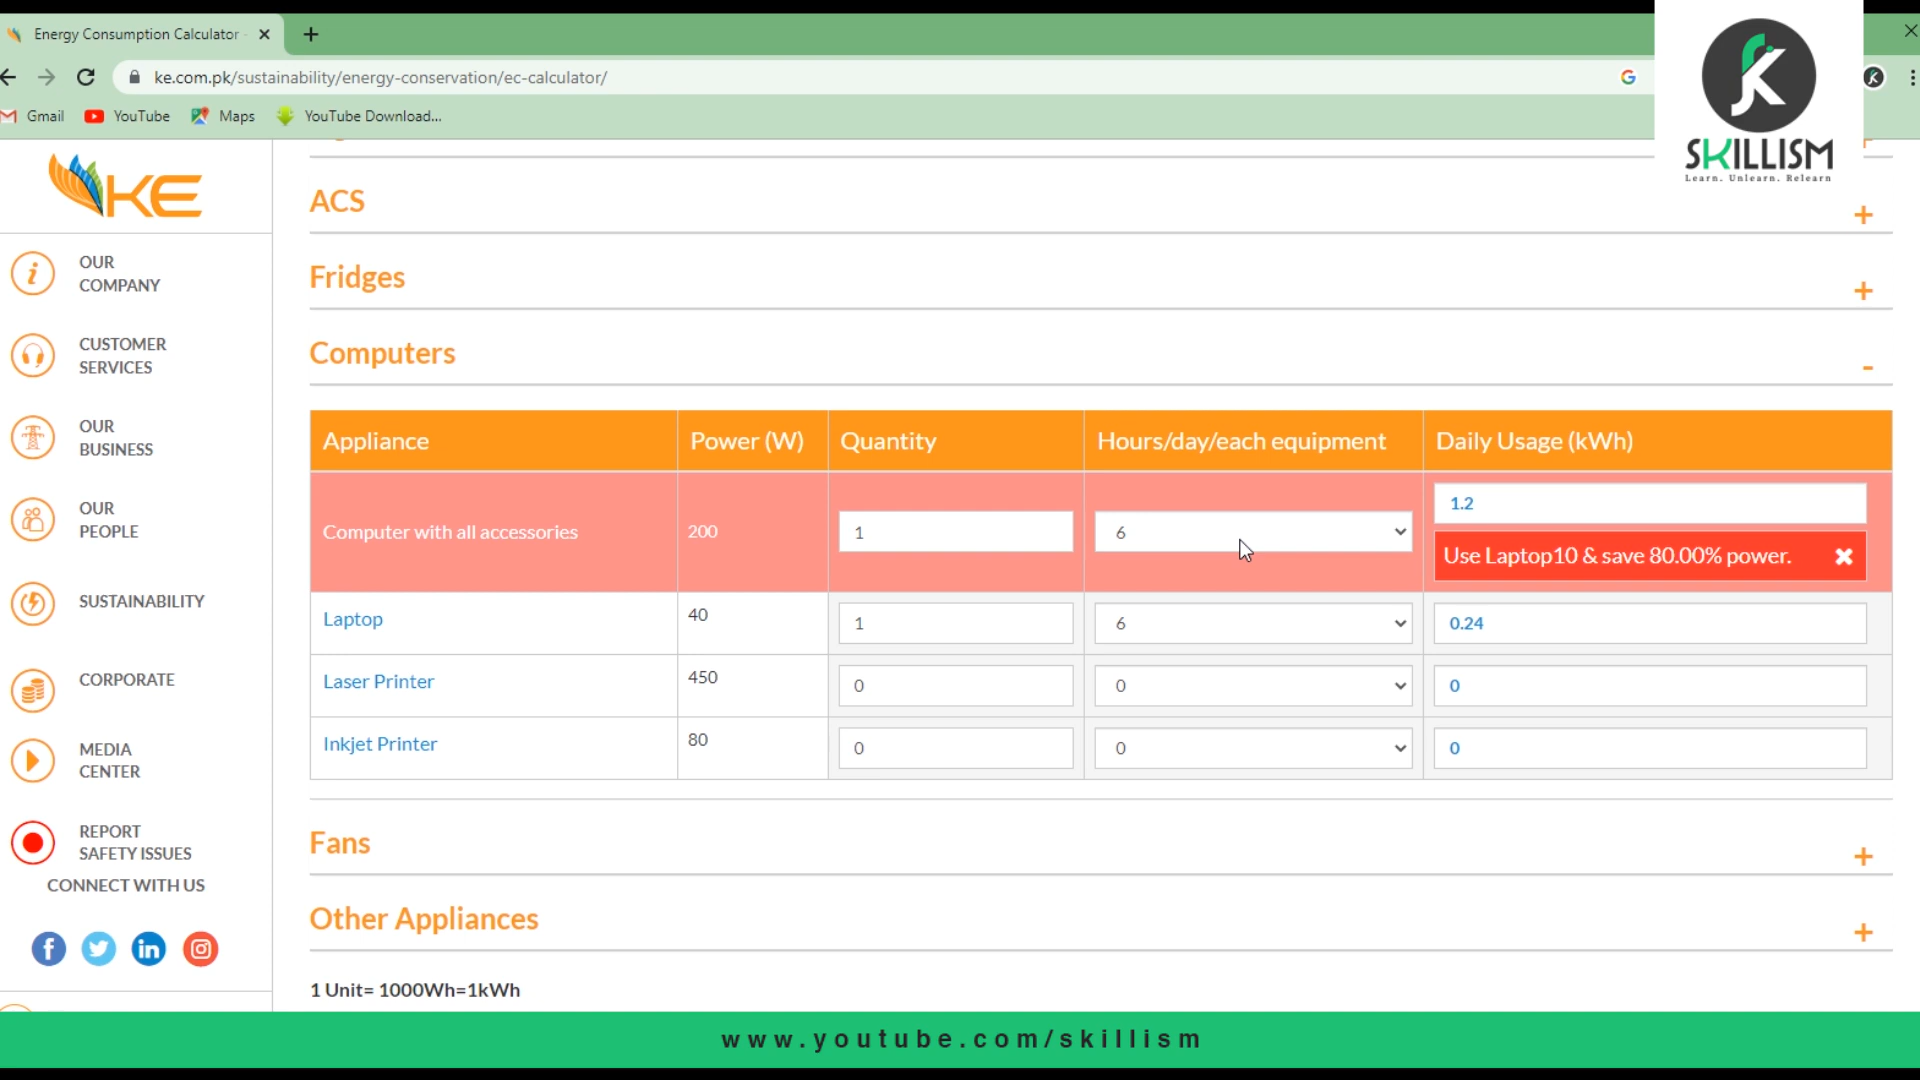 Energy Consumption Calculator
ke.com.pk/sustainability/energy-conservation/ec-calculator/
Gmail YouTube Maps YouTube Download...
SKILLISM
Learn. Unlearn. Relearn
KE
OUR
COMPANY
CUSTOMER
SERVICES
OUR
BUSINESS
OUR
PEOPLE
SUSTAINABILITY
CORPORATE
MEDIA
CENTER
REPORT
SAFETY ISSUES
CONNECT WITH US
ACS +
Fridges +
Computers -
Appliance Power (W) Quantity Hours/day/each equipment Daily Usage (kWh)
Computer with all accessories 200 1 6 1.2
Use Laptop10 & save 80.00% power.
Laptop 40 1 6 0.24
Laser Printer 450 0 0 0
Inkjet Printer 80 0 0 0
Fans +
Other Appliances +
1 Unit= 1000Wh=1kWh
www.youtube.com/skillism